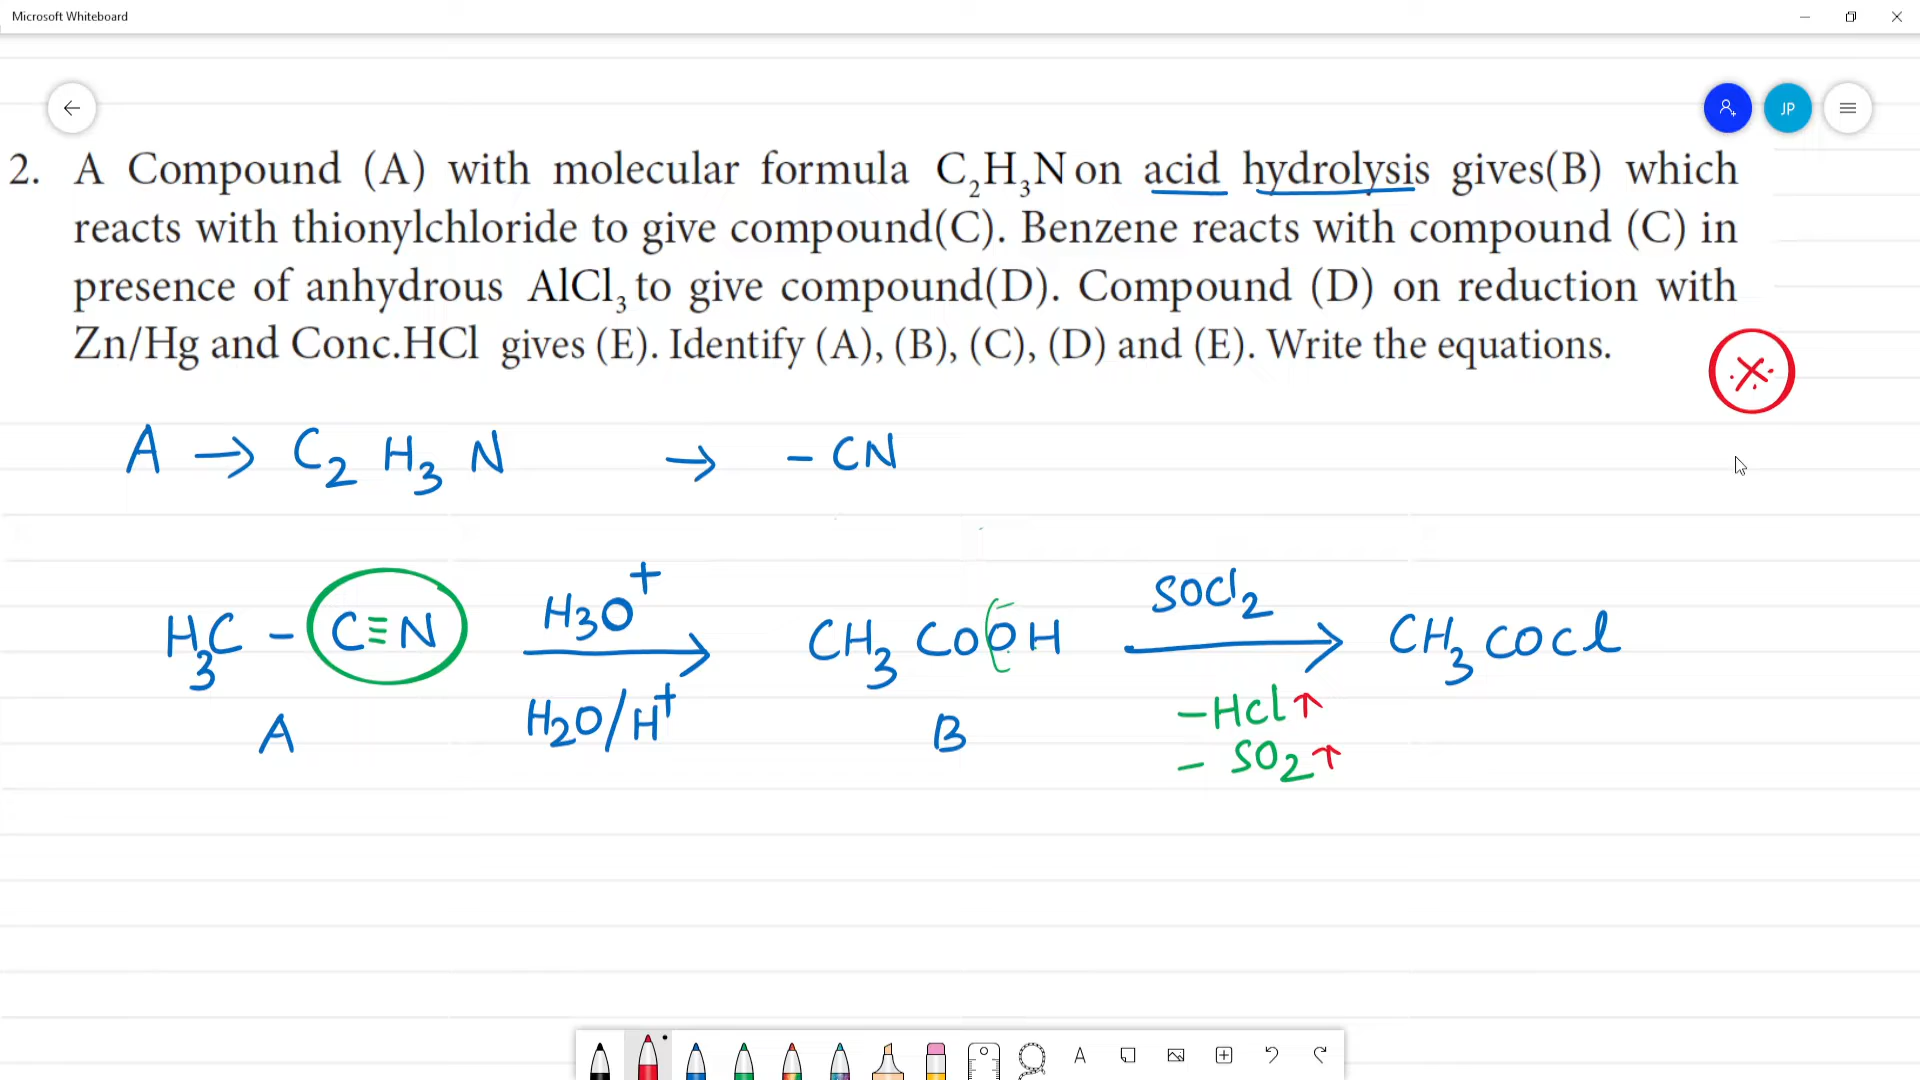 Microsoft Whiteboard
JP
2. A Compound (A) with molecular formula C₂H₃N on acid hydrolysis gives(B) which
reacts with thionylchloride to give compound(C). Benzene reacts with compound (C) in
presence of anhydrous AlCl₃ to give compound(D). Compound (D) on reduction with
Zn/Hg and Conc.HCl gives (E). Identify (A), (B), (C), (D) and (E). Write the equations.
A → C₂ H₃ N → - CN
H₃C - C≡N H₃O⁺ CH₃ COOH SOCl₂ CH₃COCl
H₂O/H⁺ -HCl↑
A B - SO₂↑
A